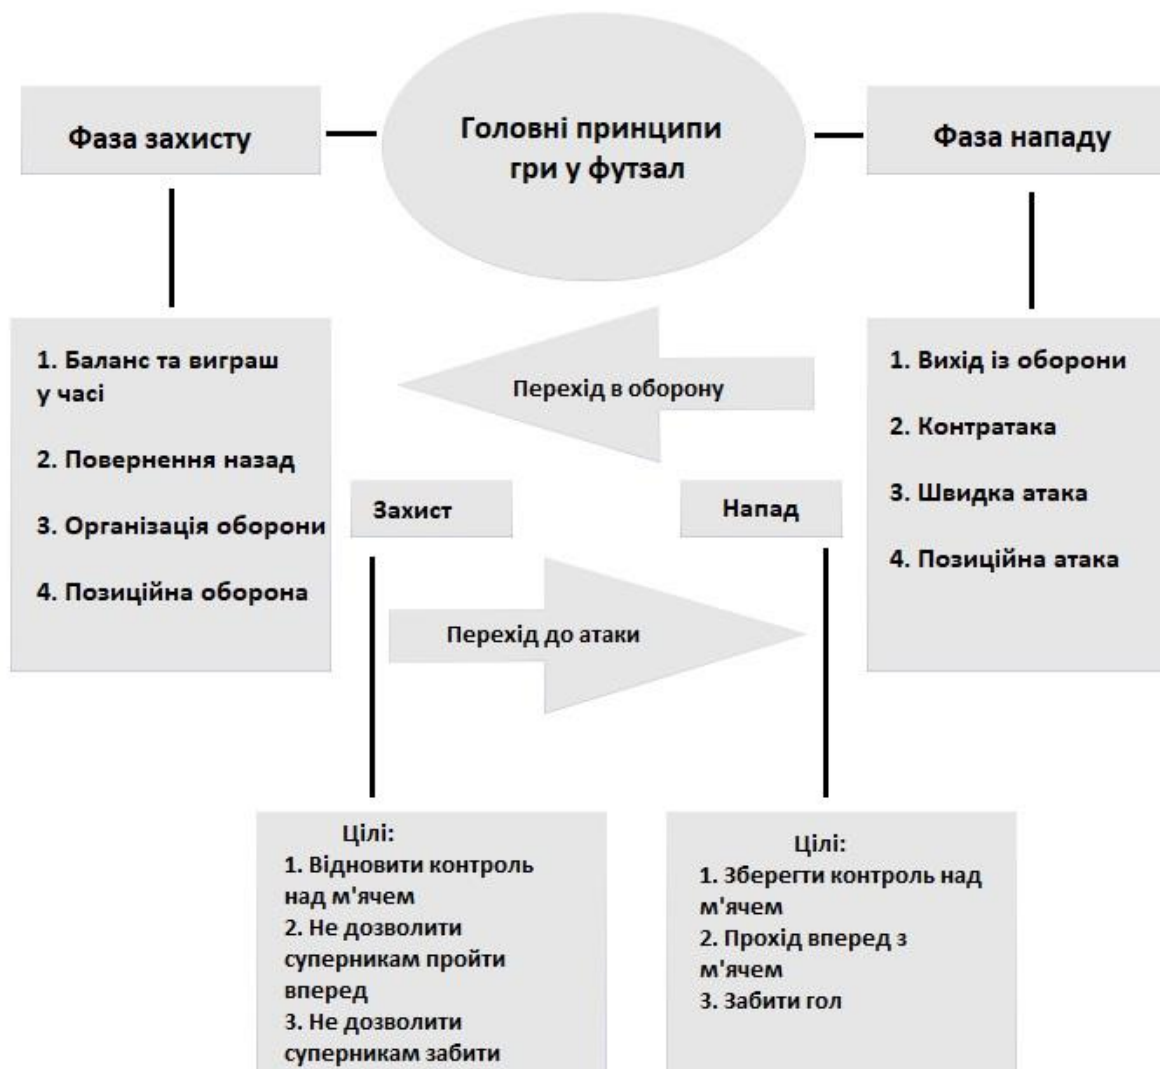 Головні принципи
гри у футзал
Фаза захисту
Фаза нападу
1. Баланс та виграш
у часі
2. Повернення назад
3. Організація оборони
4. Позиційна оборона
Перехід в оборону
1. Вихід із оборони
2. Контратака
3. Швидка атака
4. Позиційна атака
Захист
Напад
Перехід до атаки
Цілі:
1. Відновити контроль
над м'ячем
2. Не дозволити
суперникам пройти
вперед
3. Не дозволити
суперникам забити
Цілі:
1. Зберегти контроль над
м'ячем
2. Прохід вперед з
м'ячем
3. Забити гол